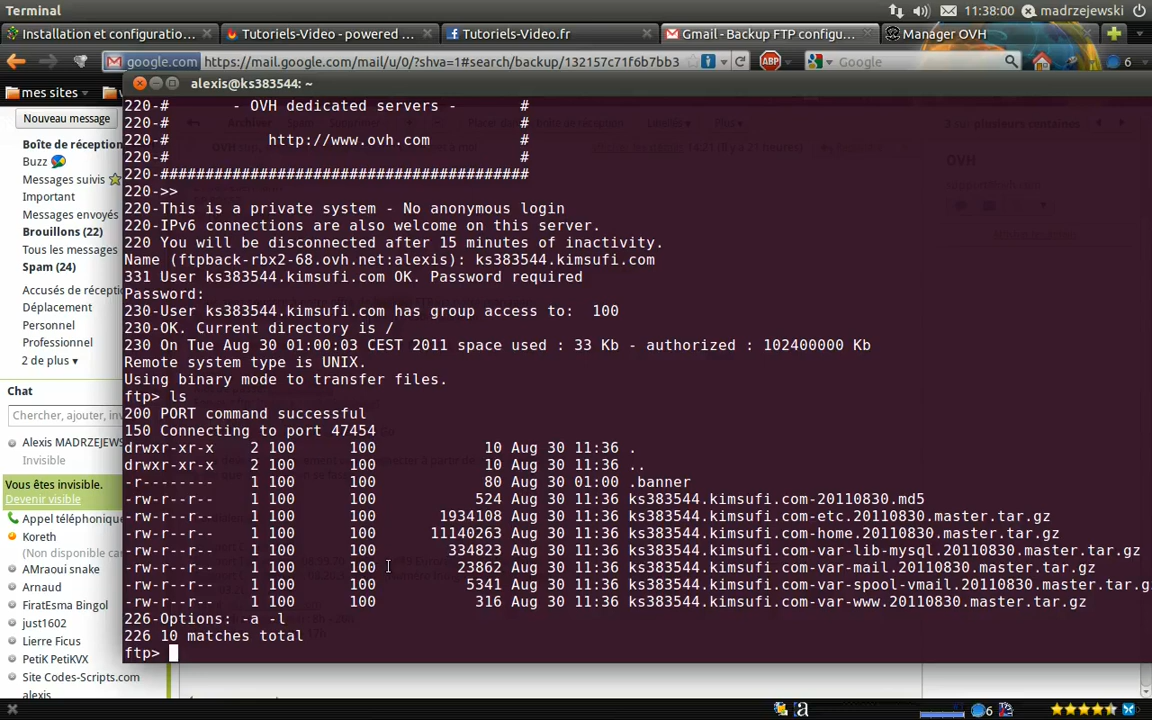 Terminal
11:38:00
madrzejewski
Installation et configuratio...
Tutoriels-Video - powered ...
Tutoriels-Video.fr
Gmail - Backup FTP configu...
Manager OVH
google.com
https://mail.google.com/mail/u/0/?shva=1#search/backup/132157c71f6b7bb3
ABP
Google
6
mes sites
alexis@ks383544: ~
Nouveau message
Boîte de réception
Buzz
Messages suivis
Important
Messages envoyés
Brouillons (22)
Tous les messages
Spam (24)
Accusés de récepti
Déplacement
Personnel
Professionnel
2 de plus
Chat
Chercher, ajouter, inv
Alexis MADRZEJEWS
Invisible
Vous êtes invisible.
Devenir visible
Appel téléphonique
Koreth
(Non disponible can
AMraoui snake
Arnaud
FiratEsma Bingol
just1602
Lierre Ficus
PetiK PetiKVX
Site Codes-Scripts.com
alexis
220-# - OVH dedicated servers - #
220-# #
220-# http://www.ovh.com #
220-# #
220-#########################################
220->>
220-This is a private system - No anonymous login
220-IPv6 connections are also welcome on this server.
220 You will be disconnected after 15 minutes of inactivity.
Name (ftpback-rbx2-68.ovh.net:alexis): ks383544.kimsufi.com
331 User ks383544.kimsufi.com OK. Password required
Password:
230-User ks383544.kimsufi.com has group access to: 100
230-OK. Current directory is /
230 On Tue Aug 30 01:00:03 CEST 2011 space used : 33 Kb - authorized : 102400000 Kb
Remote system type is UNIX.
Using binary mode to transfer files.
ftp> ls
200 PORT command successful
150 Connecting to port 47454
drwxr-xr-x 2 100 100 10 Aug 30 11:36 .
drwxr-xr-x 2 100 100 10 Aug 30 11:36 ..
-r-------- 1 100 100 80 Aug 30 01:00 .banner
-rw-r--r-- 1 100 100 524 Aug 30 11:36 ks383544.kimsufi.com-20110830.md5
-rw-r--r-- 1 100 100 1934108 Aug 30 11:36 ks383544.kimsufi.com-etc.20110830.master.tar.gz
-rw-r--r-- 1 100 100 11140263 Aug 30 11:36 ks383544.kimsufi.com-home.20110830.master.tar.gz
-rw-r--r-- 1 100 100 334823 Aug 30 11:36 ks383544.kimsufi.com-var-lib-mysql.20110830.master.tar.gz
-rw-r--r-- 1 100 100 23862 Aug 30 11:36 ks383544.kimsufi.com-var-mail.20110830.master.tar.gz
-rw-r--r-- 1 100 100 5341 Aug 30 11:36 ks383544.kimsufi.com-var-spool-vmail.20110830.master.tar.g
-rw-r--r-- 1 100 100 316 Aug 30 11:36 ks383544.kimsufi.com-var-www.20110830.master.tar.gz
226-Options: -a -l
226 10 matches total
ftp>
6